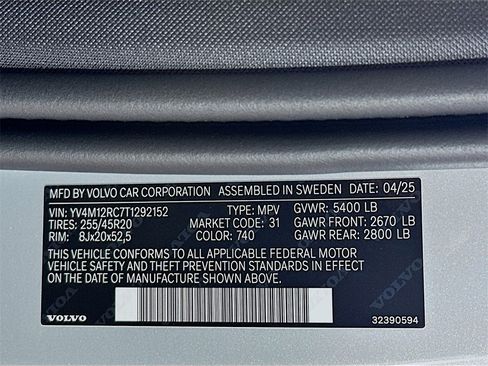 MFD BY VOLVO CAR CORPORATION ASSEMBLED IN SWEDEN DATE 04/25
VIN: YV4M12RC7T1292152 TYPE: MPV GVWR: 5400 LB
TIRES: 255/45R20 MARKET CODE: 31 GAWR FRONT: 2670 LB
RIM: 8Jx20x52,5 COLOR: 740 GAWR REAR: 2800 LB
THIS VEHICLE CONFORMS TO ALL APPLICABLE FEDERAL MOTOR
VEHICLE SAFETY AND THEFT PREVENTION STANDARDS IN EFFECT
ON THE DATE OF MANUFACTURE SHOWN ABOVE.
VOLVO 32390594